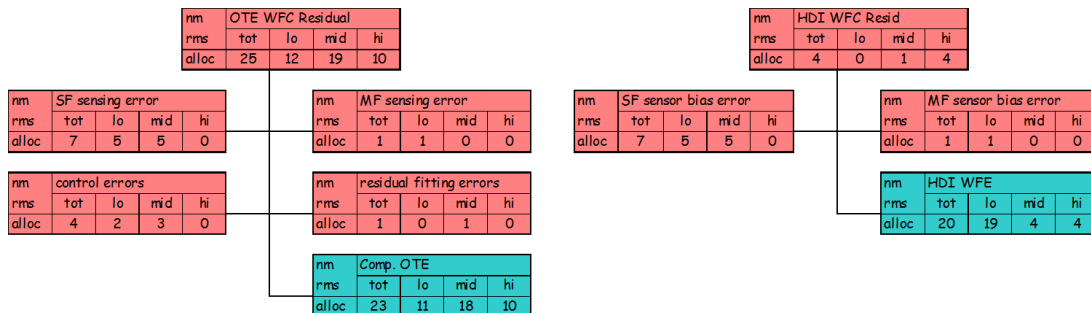 nm OTE WFC Residual
rms tot lo mid hi
alloc 25 12 19 10
nm HDI WFC Resid
rms tot lo mid hi
alloc 4 0 1 4
nm SF sensing error
rms tot lo mid hi
alloc 7 5 5 0
nm MF sensing error
rms tot lo mid hi
alloc 1 1 0 0
nm SF sensor bias error
rms tot lo mid hi
alloc 7 5 5 0
nm MF sensor bias error
rms tot lo mid hi
alloc 1 1 0 0
nm control errors
rms tot lo mid hi
alloc 4 2 3 0
nm residual fitting errors
rms tot lo mid hi
alloc 1 0 1 0
nm HDI WFE
rms tot lo mid hi
alloc 20 19 4 4
nm Comp. OTE
rms tot lo mid hi
alloc 23 11 18 10